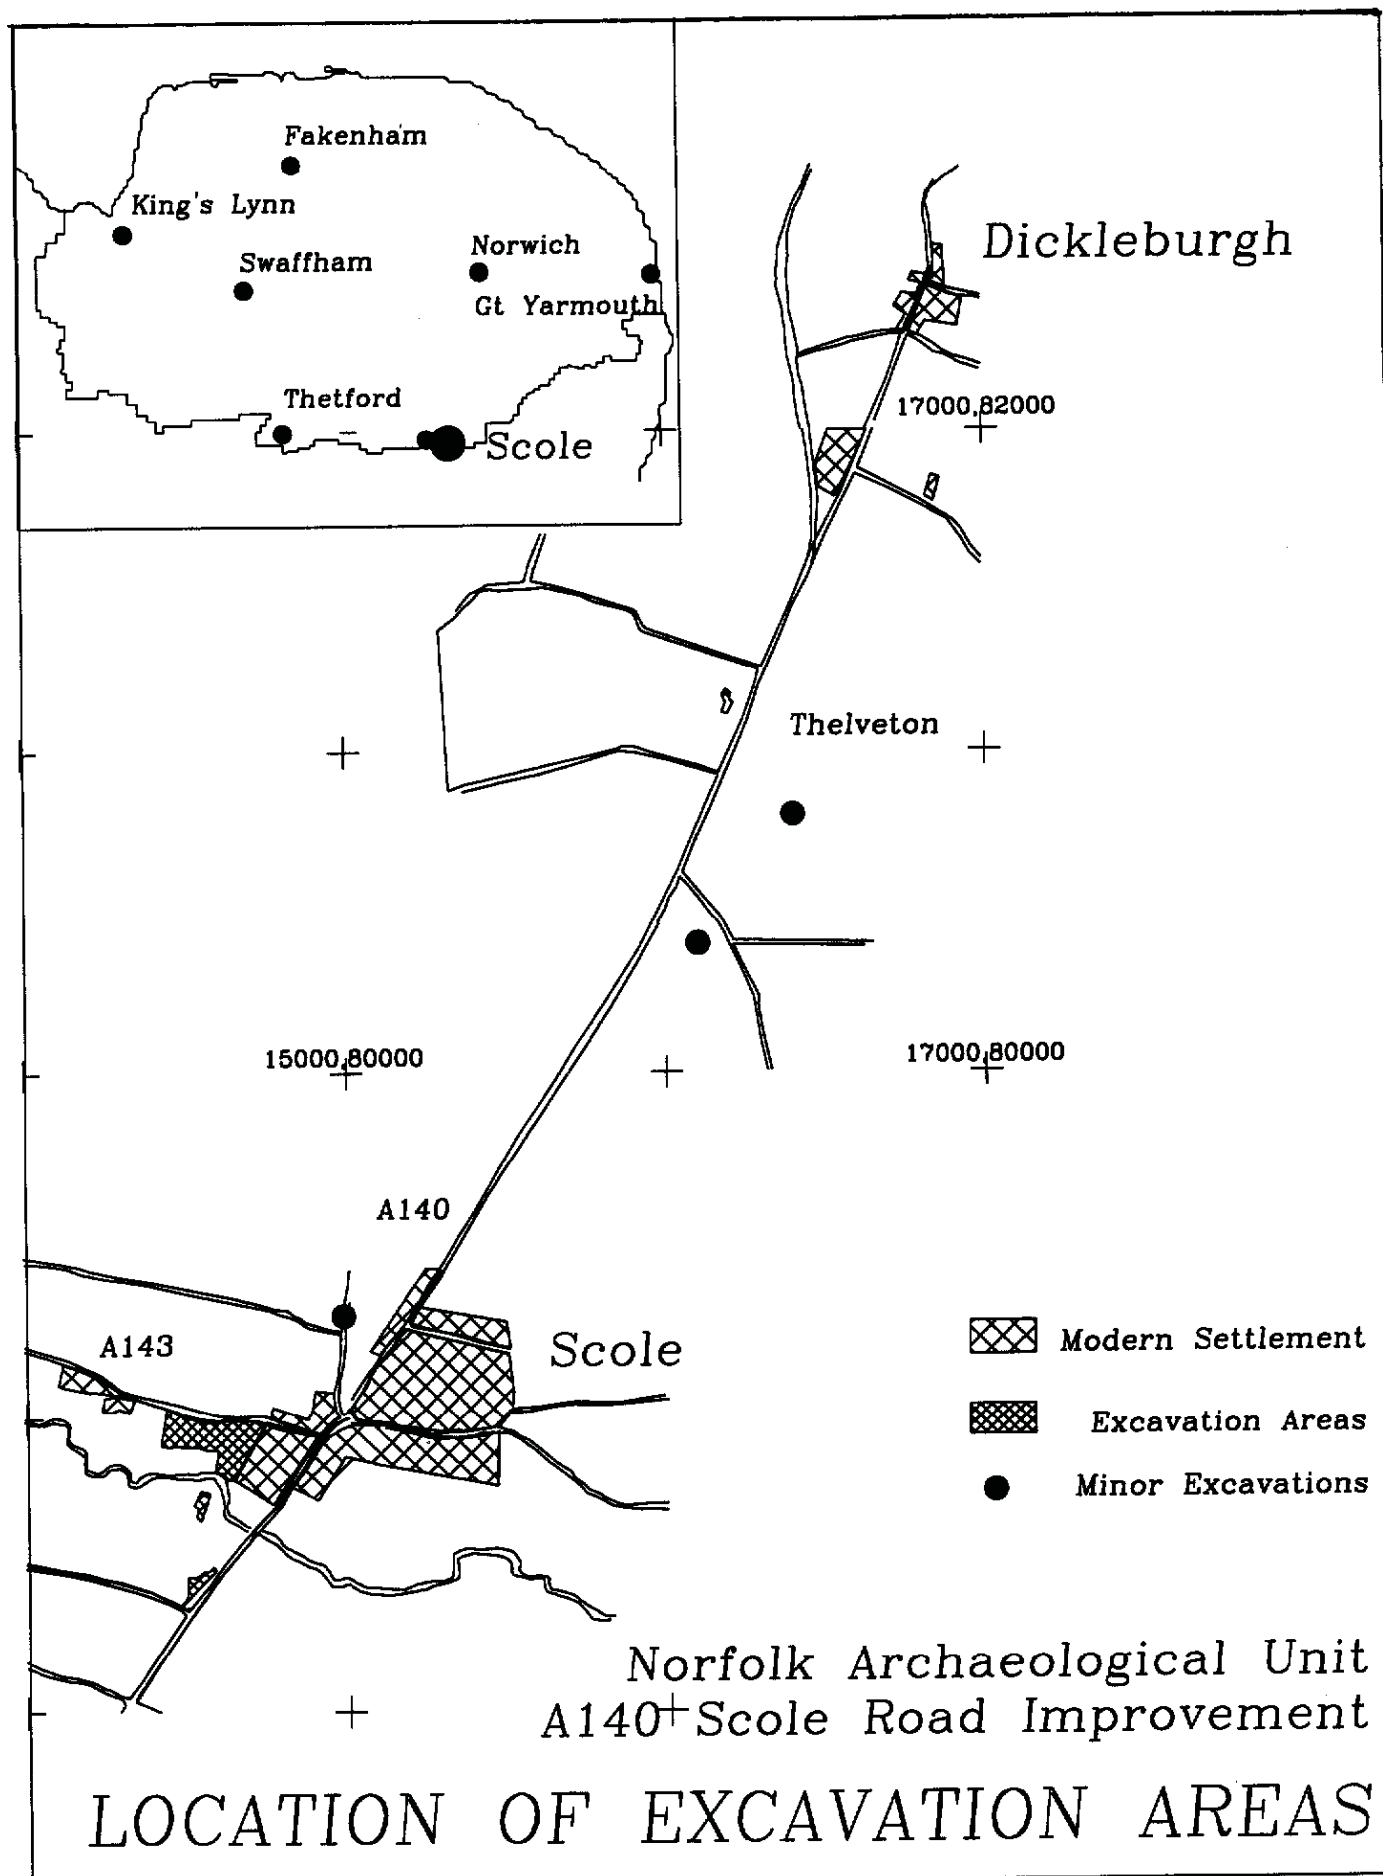 Fakenham
King's Lynn
Norwich
Swaffham
Gt Yarmouth
Thetford
Scole
Dickleburgh
17000,82000
Thelveton
15000,80000
17000,80000
A140
A143
Scole
Modern Settlement
Excavation Areas
Minor Excavations
Norfolk Archaeological Unit
A140 Scole Road Improvement
LOCATION OF EXCAVATION AREAS